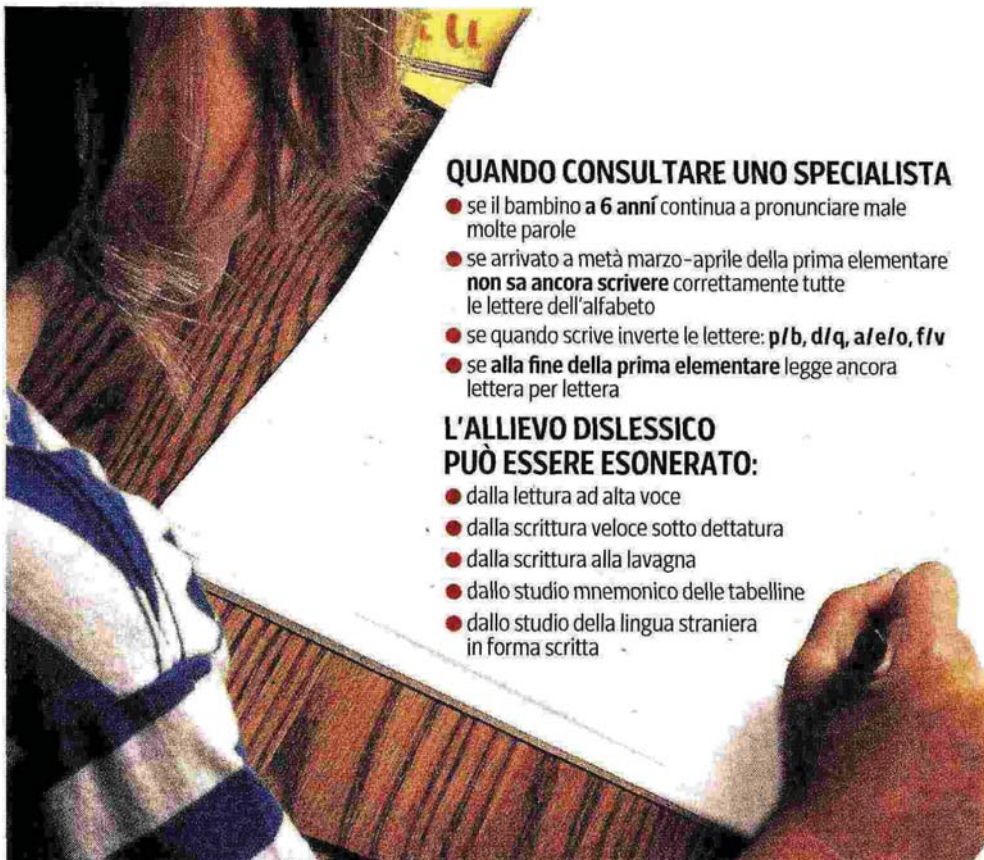 QUANDO CONSULTARE UNO SPECIALISTA
● se il bambino a 6 anni continua a pronunciare male
molte parole
● se arrivato a metà marzo-aprile della prima elementare
non sa ancora scrivere correttamente tutte
le lettere dell'alfabeto
● se quando scrive inverte le lettere: p/b, d/q, a/e/o, f/v
● se alla fine della prima elementare legge ancora
lettera per lettera
L'ALLIEVO DISLESSICO
PUÒ ESSERE ESONERATO:
● dalla lettura ad alta voce
● dalla scrittura veloce sotto dettatura
● dalla scrittura alla lavagna
● dallo studio mnemonico delle tabelline
● dallo studio della lingua straniera
in forma scritta